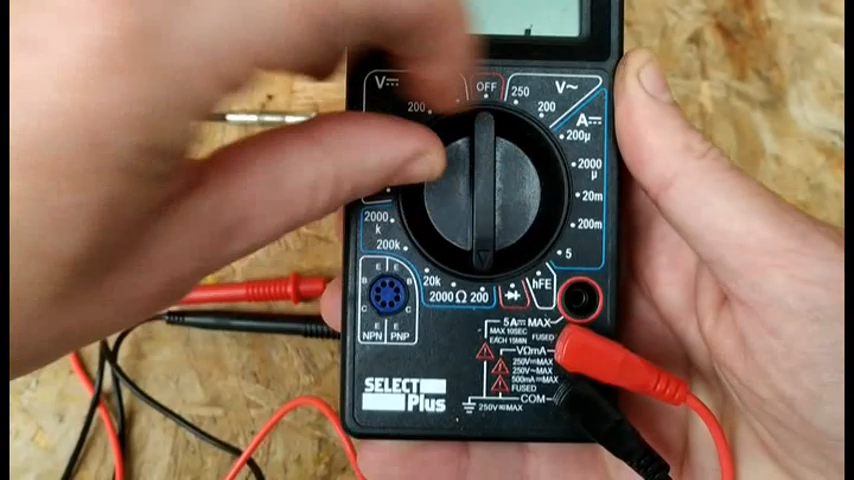 V⎓
OFF
250
V~
200
200
A⎓
200µ
2000
µ
20m
200m
5
2000
k
200k
20k
2000 Ω 200
hFE
E E
B B
C C
E E
NPN PNP
5A⎓ MAX
MAX 10SEC FUSED
EACH 15MIN
VΩmA
250V⎓MAX
250V~MAX
500mA⎓MAX
FUSED
COM
250V MAX
SELECT
Plus